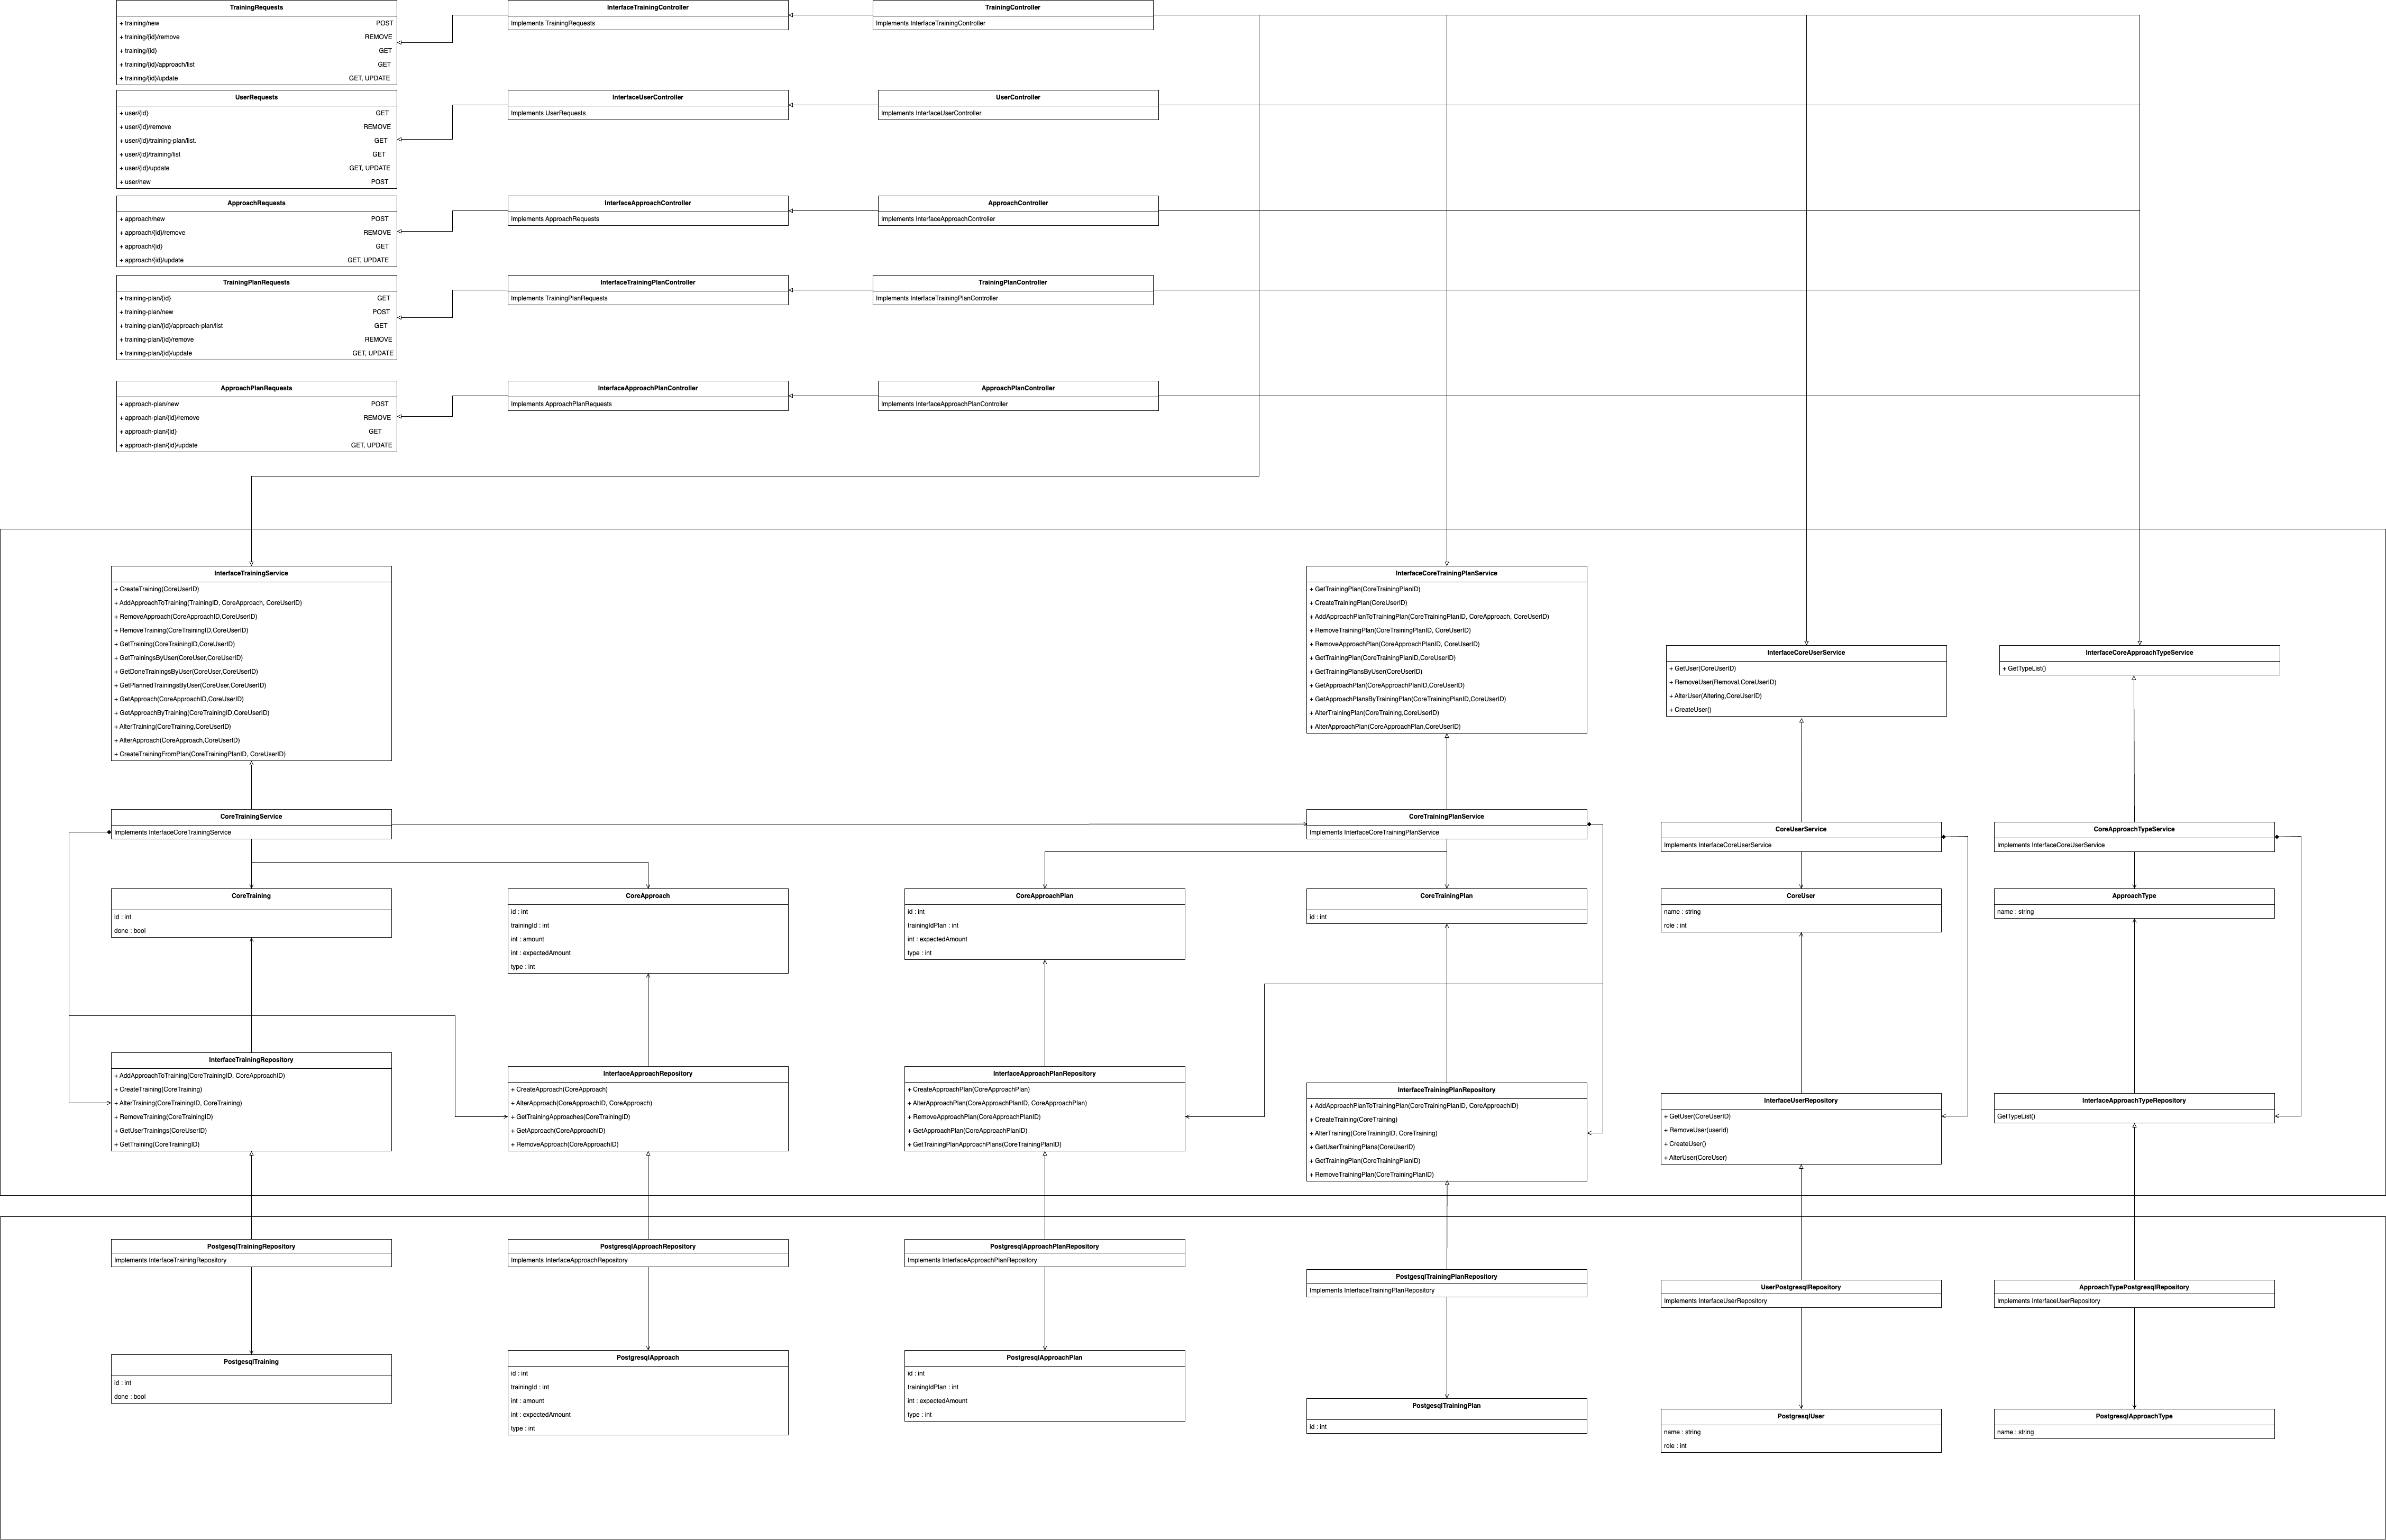 TrainingRequests
+ training/new POST
+ training/{id}/remove REMOVE
+ training/{id} GET
+ training/{id}/approach/list GET
+ training/{id}/update GET, UPDATE
InterfaceTrainingController
Implements TrainingRequests
TrainingController
Implements InterfaceTrainingController
UserRequests
+ user/{id} GET
+ user/{id}/remove REMOVE
+ user/{id}/training-plan/list. GET
+ user/{id}/training/list GET
+ user/{id}/update GET, UPDATE
+ user/new POST
InterfaceUserController
Implements UserRequests
UserController
Implements InterfaceUserController
ApproachRequests
+ approach/new POST
+ approach/{id}/remove REMOVE
+ approach/{id} GET
+ approach/{id}/update GET, UPDATE
InterfaceApproachController
Implements ApproachRequests
ApproachController
Implements InterfaceApproachController
TrainingPlanRequests
+ training-plan/{id} GET
+ training-plan/new POST
+ training-plan/{id}/approach-plan/list GET
+ training-plan/{id}/remove REMOVE
+ training-plan/{id}/update GET, UPDATE
InterfaceTrainingPlanController
Implements TrainingPlanRequests
TrainingPlanController
Implements InterfaceTrainingPlanController
ApproachPlanRequests
+ approach-plan/new POST
+ approach-plan/{id}/remove REMOVE
+ approach-plan/{id} GET
+ approach-plan/{id}/update GET, UPDATE
InterfaceApproachPlanController
Implements ApproachPlanRequests
ApproachPlanController
Implements InterfaceApproachPlanController
InterfaceTrainingService
+ CreateTraining(CoreUserID)
+ AddApproachToTraining(TrainingID, CoreApproach, CoreUserID)
+ RemoveApproach(CoreApproachID,CoreUserID)
+ RemoveTraining(CoreTrainingID,CoreUserID)
+ GetTraining(CoreTrainingID,CoreUserID)
+ GetTrainingsByUser(CoreUser,CoreUserID)
+ GetDoneTrainingsByUser(CoreUser,CoreUserID)
+ GetPlannedTrainingsByUser(CoreUser,CoreUserID)
+ GetApproach(CoreApproachID,CoreUserID)
+ GetApproachByTraining(CoreTrainingID,CoreUserID)
+ AlterTraining(CoreTraining,CoreUserID)
+ AlterApproach(CoreApproach,CoreUserID)
+ CreateTrainingFromPlan(CoreTrainingPlanID, CoreUserID)
InterfaceCoreTrainingPlanService
+ GetTrainingPlan(CoreTrainingPlanID)
+ CreateTrainingPlan(CoreUserID)
+ AddApproachPlanToTrainingPlan(CoreTrainingPlanID, CoreApproach, CoreUserID)
+ RemoveTrainingPlan(CoreTrainingPlanID, CoreUserID)
+ RemoveApproachPlan(CoreApproachPlanID, CoreUserID)
+ GetTrainingPlan(CoreTrainingPlanID,CoreUserID)
+ GetTrainingPlansByUser(CoreUserID)
+ GetApproachPlan(CoreApproachPlanID,CoreUserID)
+ GetApproachPlansByTrainingPlan(CoreTrainingPlanID,CoreUserID)
+ AlterTrainingPlan(CoreTraining,CoreUserID)
+ AlterApproachPlan(CoreApproachPlan,CoreUserID)
InterfaceCoreUserService
+ GetUser(CoreUserID)
+ RemoveUser(Removal,CoreUserID)
+ AlterUser(Altering,CoreUserID)
+ CreateUser()
InterfaceCoreApproachTypeService
+ GetTypeList()
CoreTrainingService
Implements InterfaceCoreTrainingService
CoreTrainingPlanService
Implements InterfaceCoreTrainingPlanService
CoreUserService
Implements InterfaceCoreUserService
CoreApproachTypeService
Implements InterfaceCoreUserService
CoreTraining
id : int
done : bool
CoreApproach
id : int
trainingId : int
int : amount
int : expectedAmount
type : int
CoreApproachPlan
id : int
trainingIdPlan : int
int : expectedAmount
type : int
CoreTrainingPlan
id : int
CoreUser
name : string
role : int
ApproachType
name : string
InterfaceTrainingRepository
+ AddApproachToTraining(CoreTrainingID, CoreApproachID)
+ CreateTraining(CoreTraining)
+ AlterTraining(CoreTrainingID, CoreTraining)
+ RemoveTraining(CoreTrainingID)
+ GetUserTrainings(CoreUserID)
+ GetTraining(CoreTrainingID)
InterfaceApproachRepository
+ CreateApproach(CoreApproach)
+ AlterApproach(CoreApproachID, CoreApproach)
+ GetTrainingApproaches(CoreTrainingID)
+ GetApproach(CoreApproachID)
+ RemoveApproach(CoreApproachID)
InterfaceApproachPlanRepository
+ CreateApproachPlan(CoreApproachPlan)
+ AlterApproachPlan(CoreApproachPlanID, CoreApproachPlan)
+ RemoveApproachPlan(CoreApproachPlanID)
+ GetApproachPlan(CoreApproachPlanID)
+ GetTrainingPlanApproachPlans(CoreTrainingPlanID)
InterfaceTrainingPlanRepository
+ AddApproachPlanToTrainingPlan(CoreTrainingPlanID, CoreApproachID)
+ CreateTraining(CoreTraining)
+ AlterTraining(CoreTrainingID, CoreTraining)
+ GetUserTrainingPlans(CoreUserID)
+ GetTrainingPlan(CoreTrainingPlanID)
+ RemoveTrainingPlan(CoreTrainingPlanID)
InterfaceUserRepository
+ GetUser(CoreUserID)
+ RemoveUser(userId)
+ CreateUser()
+ AlterUser(CoreUser)
InterfaceApproachTypeRepository
GetTypeList()
PostgesqlTrainingRepository
Implements InterfaceTrainingRepository
PostgresqlApproachRepository
Implements InterfaceApproachRepository
PostgresqlApproachPlanRepository
Implements InterfaceApproachPlanRepository
PostgesqlTrainingPlanRepository
Implements InterfaceTrainingPlanRepository
UserPostgresqlRepository
Implements InterfaceUserRepository
ApproachTypePostgresqlRepository
Implements InterfaceUserRepository
PostgesqlTraining
id : int
done : bool
PostgresqlApproach
id : int
trainingId : int
int : amount
int : expectedAmount
type : int
PostgresqlApproachPlan
id : int
trainingIdPlan : int
int : expectedAmount
type : int
PostgesqlTrainingPlan
id : int
PostgresqlUser
name : string
role : int
PostgresqlApproachType
name : string